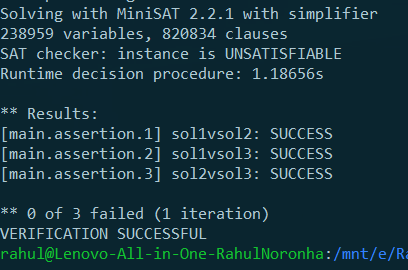 Solving with MiniSAT 2.2.1 with simplifier
238959 variables, 820834 clauses
SAT checker: instance is UNSATISFIABLE
Runtime decision procedure: 1.18656s
** Results:
[main.assertion.1] sol1vsol2: SUCCESS
[main.assertion.2] sol1vsol3: SUCCESS
[main.assertion.3] sol2vsol3: SUCCESS
** 0 of 3 failed (1 iteration)
VERIFICATION SUCCESSFUL
rahul@Lenovo-All-in-One-RahulNoronha:/mnt/e/Ra